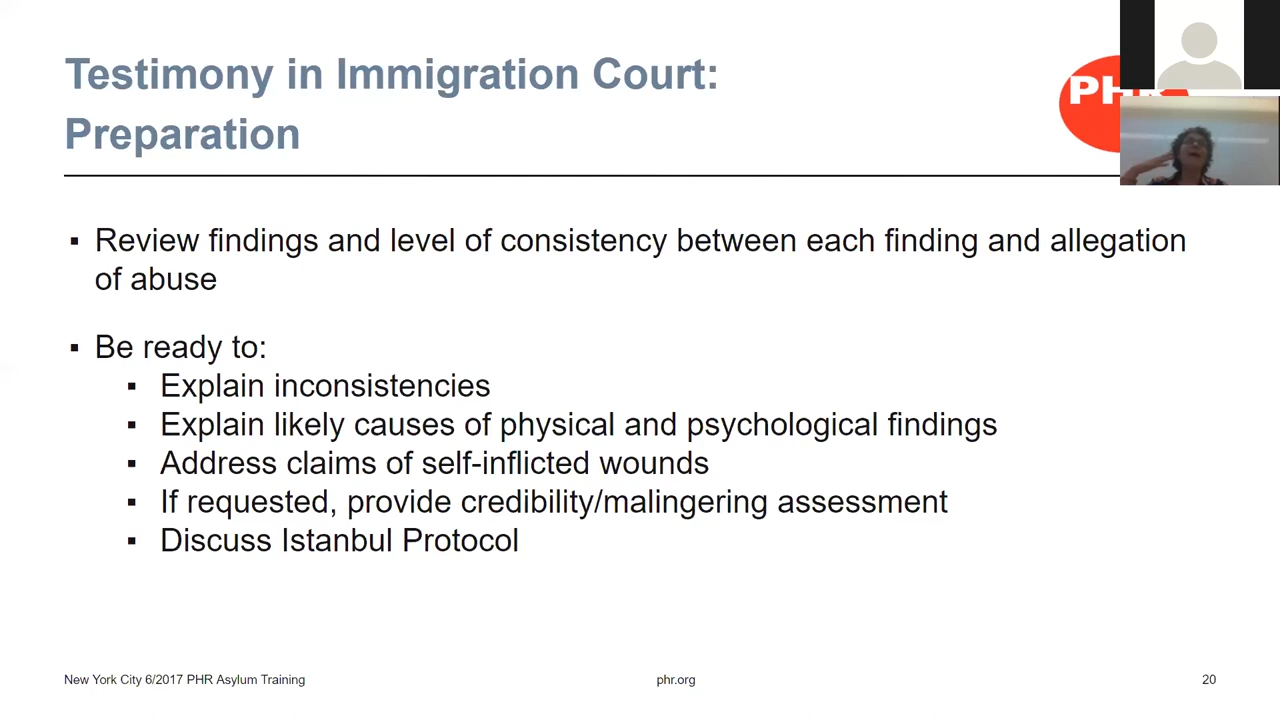 Testimony in Immigration Court:
Preparation
▪ Review findings and level of consistency between each finding and allegation
of abuse
▪ Be ready to:
▪ Explain inconsistencies
▪ Explain likely causes of physical and psychological findings
▪ Address claims of self-inflicted wounds
▪ If requested, provide credibility/malingering assessment
▪ Discuss Istanbul Protocol
New York City 6/2017 PHR Asylum Training
phr.org
20